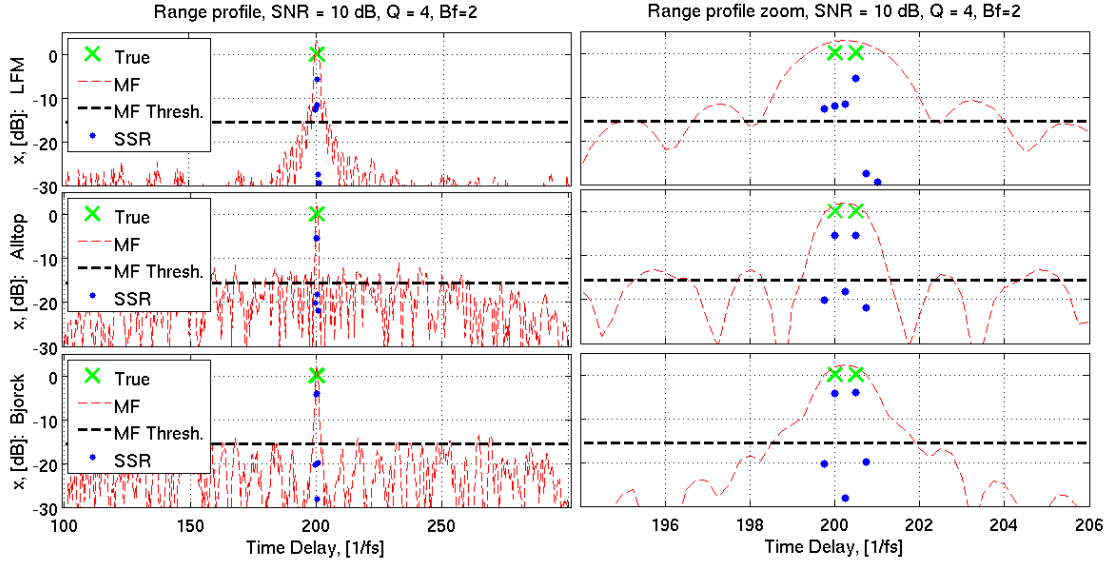 Range profile, SNR = 10 dB, Q = 4, Bf=2
Range profile zoom, SNR = 10 dB, Q = 4, Bf=2
x, [dB]: LFM
0
-10
-20
-30
True
MF
MF Thresh.
SSR
x, [dB]: Alltop
0
-10
-20
-30
True
MF
MF Thresh.
SSR
x, [dB]: Bjorck
0
-10
-20
-30
True
MF
MF Thresh.
SSR
100 150 200 250
Time Delay, [1/fs]
196 198 200 202 204 206
Time Delay, [1/fs]